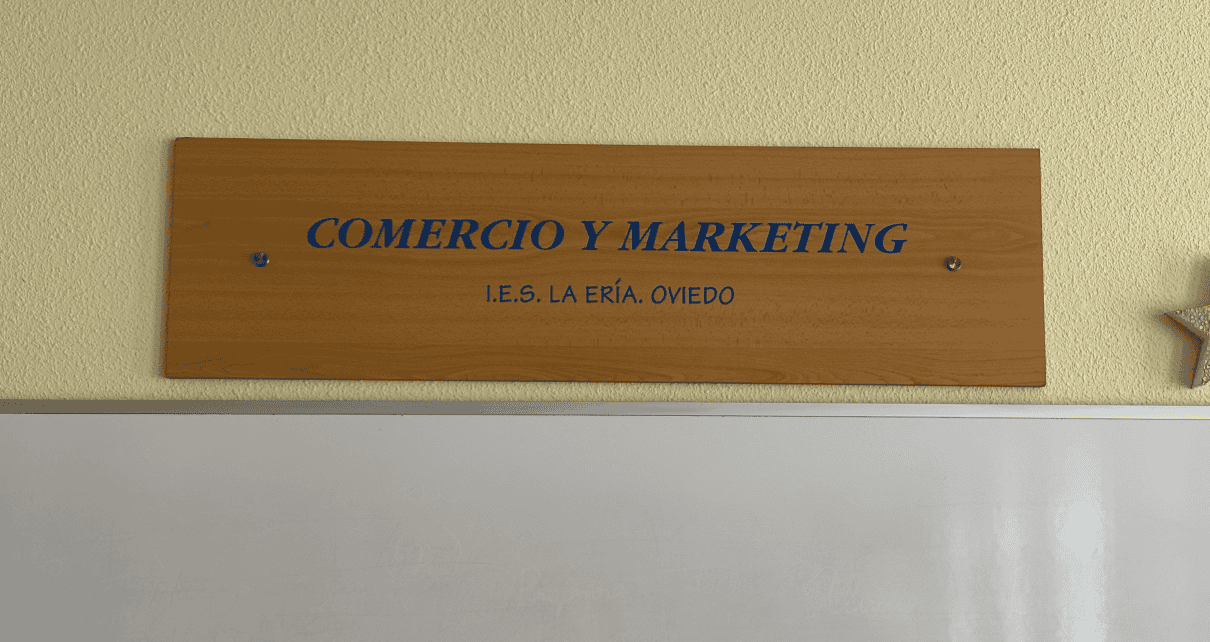 COMERCIO Y MARKETING
I.E.S. LA ERÍA. OVIEDO